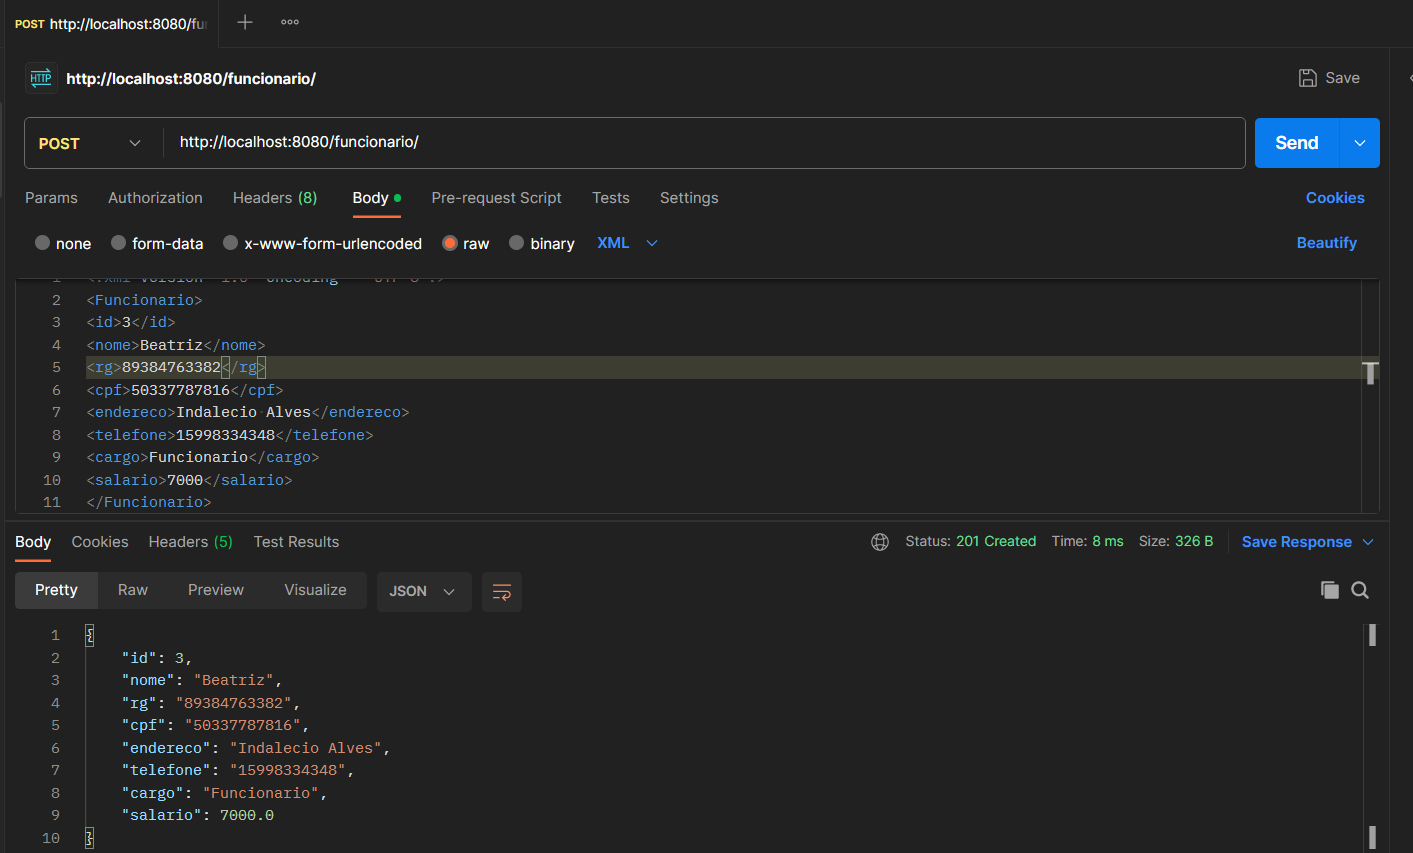 POST http://localhost:8080/fu
HTTP http://localhost:8080/funcionario/
Save
POST http://localhost:8080/funcionario/
Send
Params Authorization Headers (8) Body Pre-request Script Tests Settings Cookies
none form-data x-www-form-urlencoded raw binary XML Beautify
2 <Funcionario>
3 <id>3</id>
4 <nome>Beatriz</nome>
5 <rg>89384763382</rg>
6 <cpf>50337787816</cpf>
7 <endereco>Indalecio Alves</endereco>
8 <telefone>15998334348</telefone>
9 <cargo>Funcionario</cargo>
10 <salario>7000</salario>
11 </Funcionario>
Body Cookies Headers (5) Test Results Status: 201 Created Time: 8 ms Size: 326 B Save Response
Pretty Raw Preview Visualize JSON
1 {
2 "id": 3,
3 "nome": "Beatriz",
4 "rg": "89384763382",
5 "cpf": "50337787816",
6 "endereco": "Indalecio Alves",
7 "telefone": "15998334348",
8 "cargo": "Funcionario",
9 "salario": 7000.0
10 }